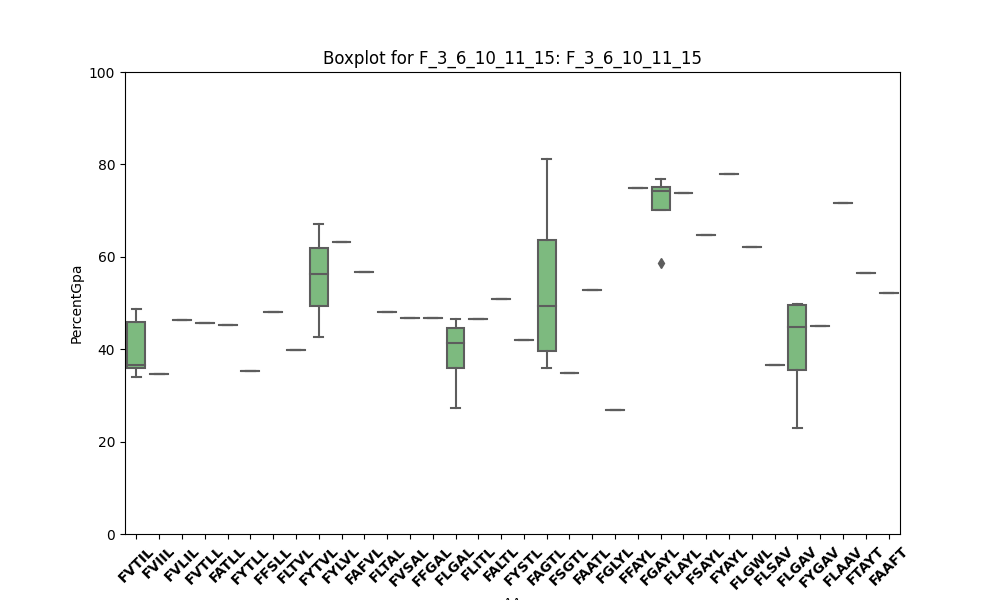 Boxplot for F_3_6_10_11_15: F_3_6_10_11_15
100
80
60
40
20
0
PercentGpa
FVTIL
FVIIL
FVLIL
FVTLL
FATLL
FYTLL
FFSLL
FLTVL
FYTVL
FYLVL
FAFVL
FLTAL
FVSAL
FFGAL
FLGAL
FLITL
FALTL
FYSTL
FAGTL
FSGTL
FAATL
FGLYL
FFAYL
FGAYL
FLAYL
FSAYL
FYAYL
FLGWL
FLSAV
FLGAV
FYGAV
FLAAV
FTAYT
FAAFT